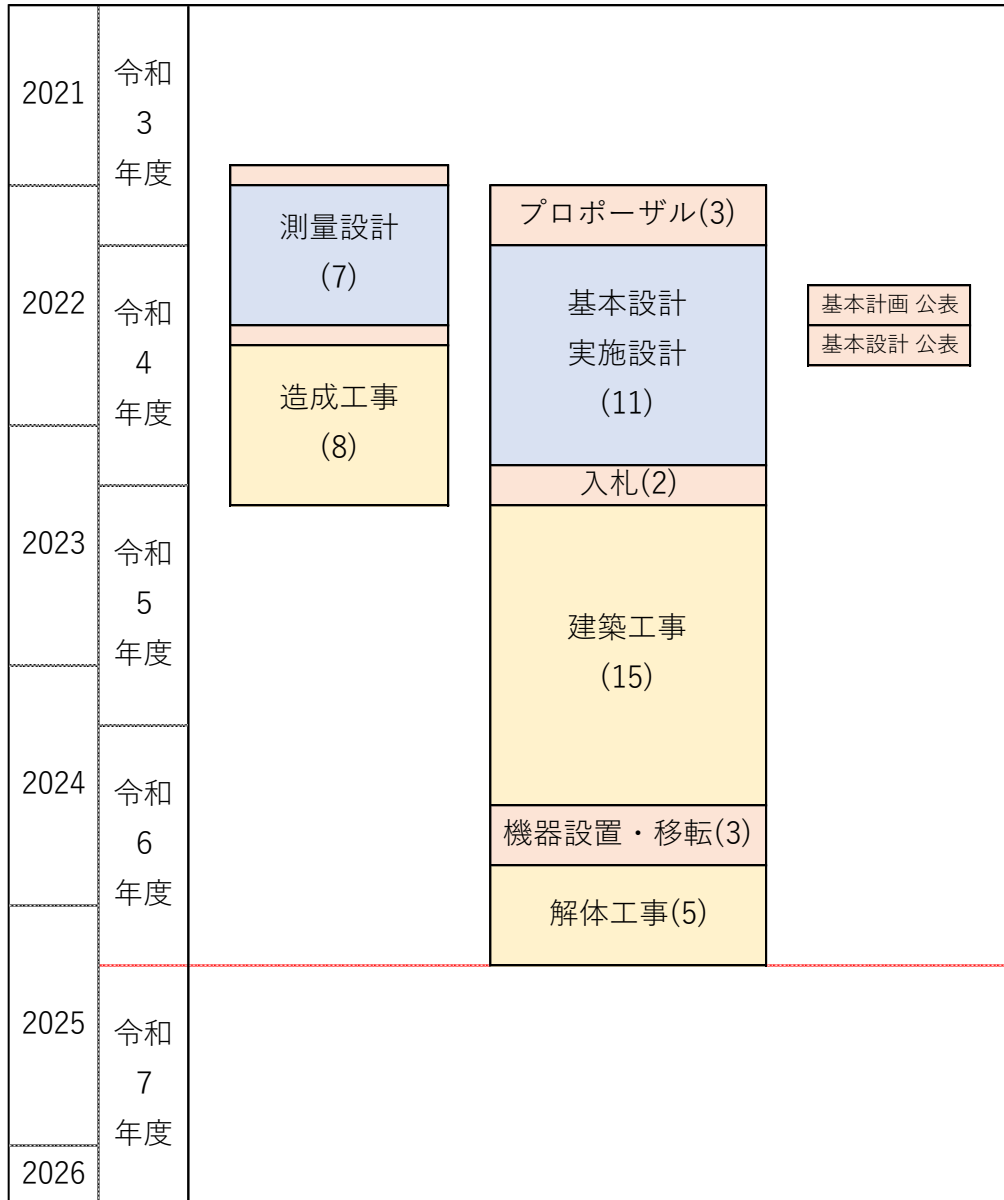 2021
2022
2023
2024
2025
2026
令和
3
年度
令和
4
年度
令和
5
年度
令和
6
年度
令和
7
年度
測量設計
(7)
造成工事
(8)
プロポーザル(3)
基本設計
実施設計
(11)
入札(2)
建築工事
(15)
機器設置・移転(3)
解体工事(5)
基本計画 公表
基本設計 公表